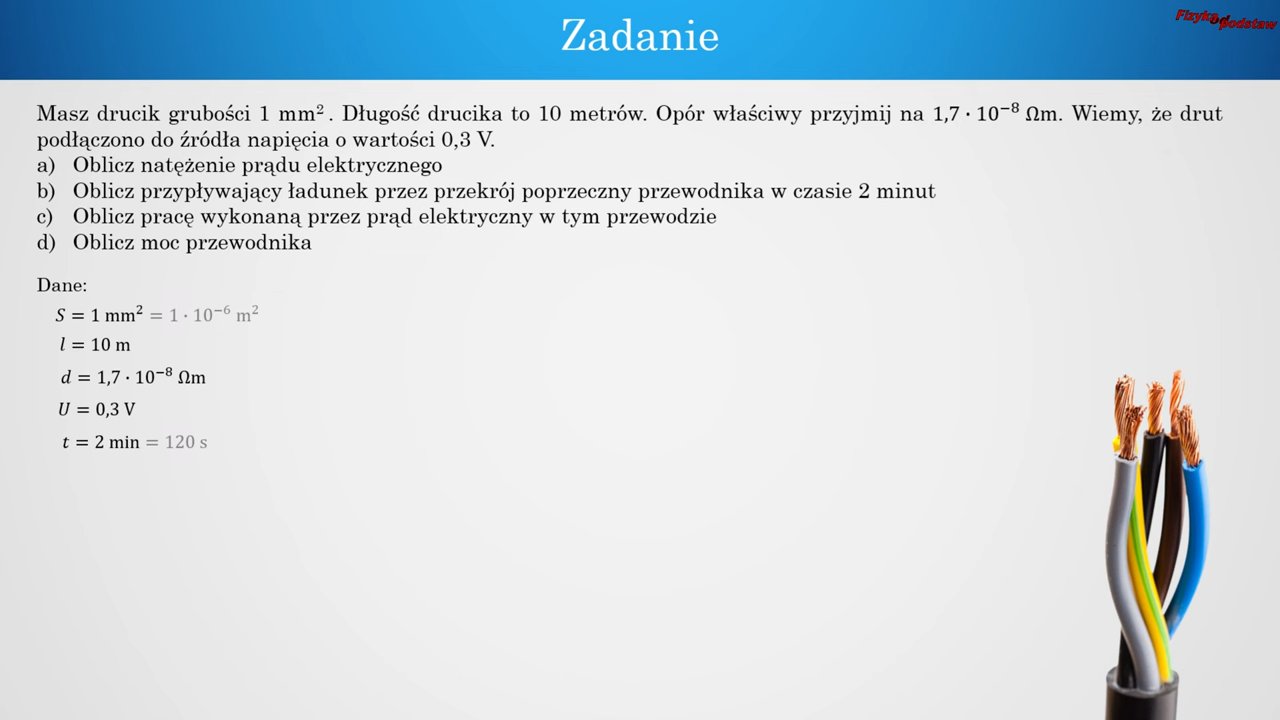 Zadanie
Fizyka od podstaw
Masz drucik grubości 1 mm². Długość drucika to 10 metrów. Opór właściwy przyjmij na 1,7 · 10⁻⁸ Ωm. Wiemy, że drut
podłączono do źródła napięcia o wartości 0,3 V.
a) Oblicz natężenie prądu elektrycznego
b) Oblicz przypływający ładunek przez przekrój poprzeczny przewodnika w czasie 2 minut
c) Oblicz pracę wykonaną przez prąd elektryczny w tym przewodzie
d) Oblicz moc przewodnika
Dane:
S = 1 mm² = 1 · 10⁻⁶ m²
l = 10 m
d = 1,7 · 10⁻⁸ Ωm
U = 0,3 V
t = 2 min = 120 s